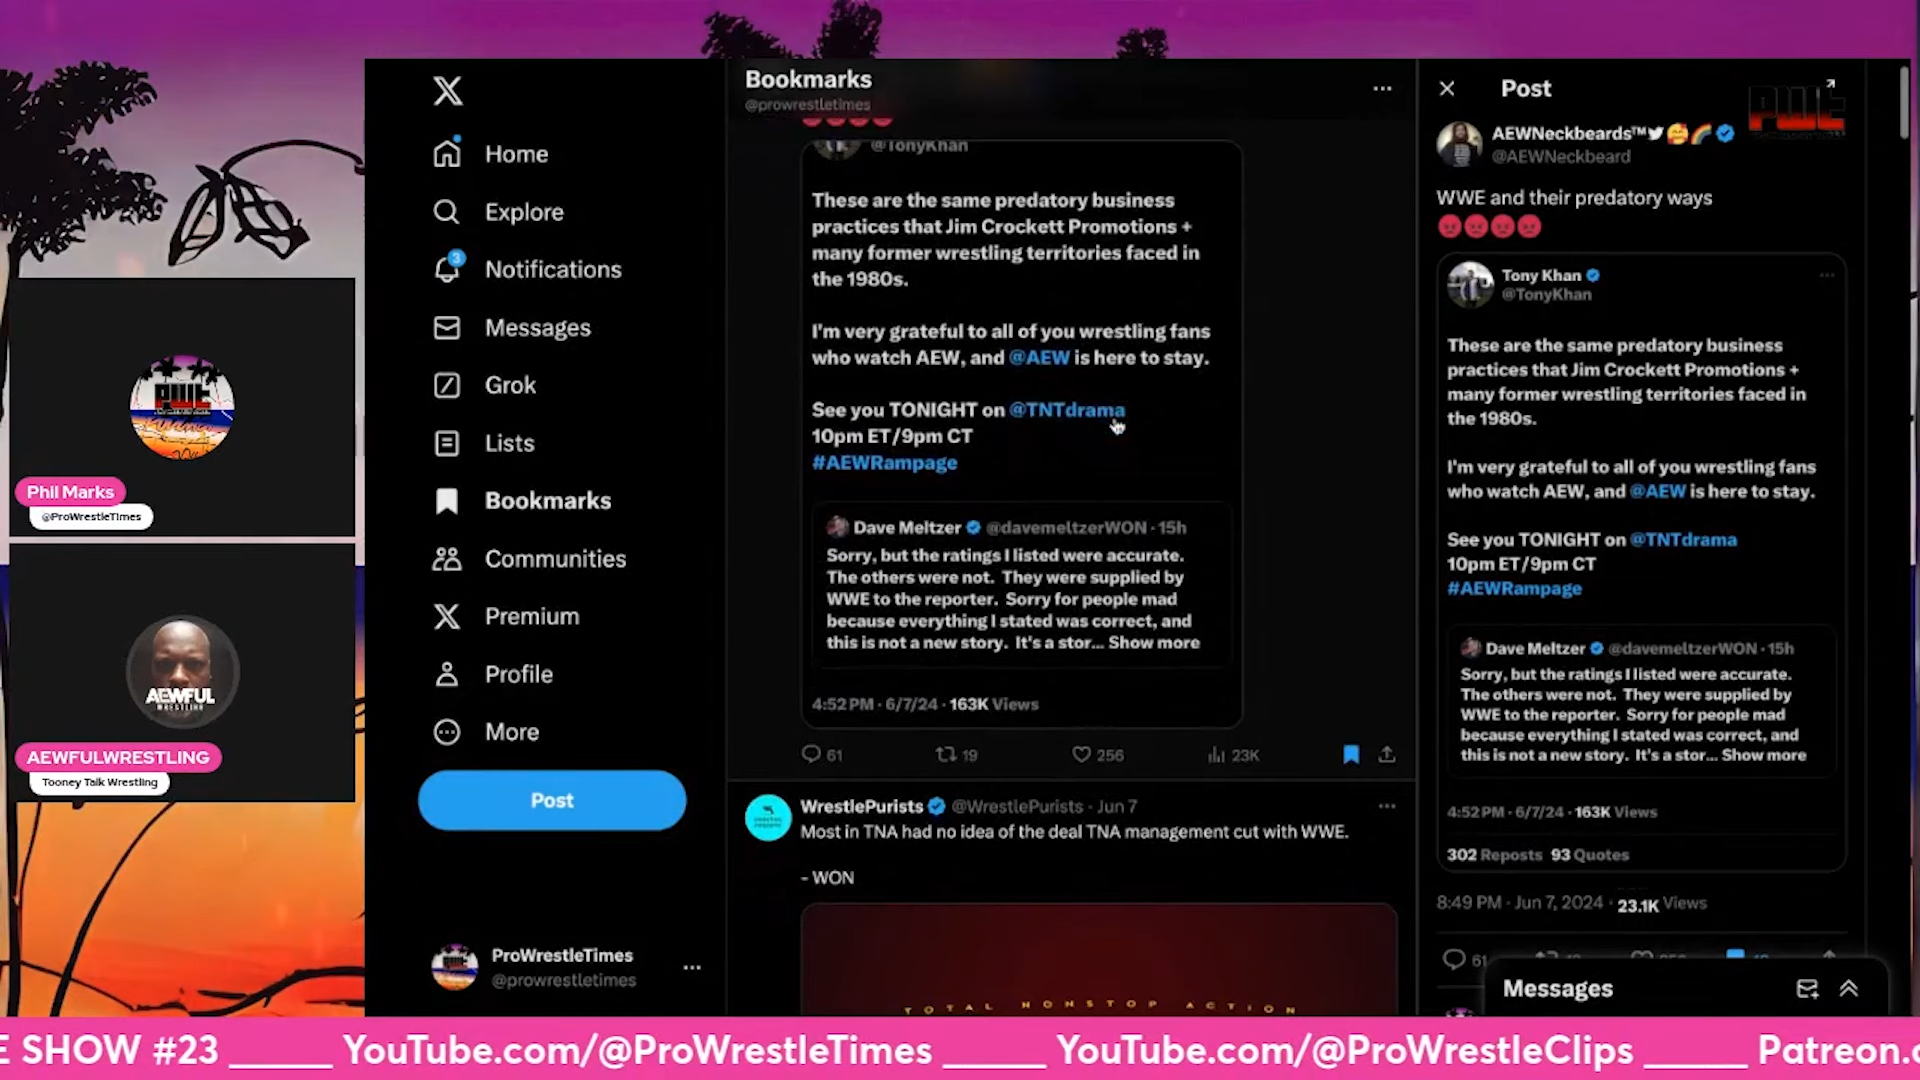 PWE
Phil Marks
@ProWrestleTimes
AEWFUL
WRESTLING
AEWFULWRESTLING
Tooney Talk Wrestling
Home
Explore
3
Notifications
Messages
Grok
Lists
Bookmarks
Communities
Premium
Profile
More
Post
ProWrestleTimes
@prowrestletimes
Bookmarks
@prowrestletimes
@TonyKhan
These are the same predatory business
practices that Jim Crockett Promotions +
many former wrestling territories faced in
the 1980s.
I'm very grateful to all of you wrestling fans
who watch AEW, and @AEW is here to stay.
See you TONIGHT on @TNTdrama
10pm ET/9pm CT
#AEWRampage
Dave Meltzer @davemeltzerWON · 15h
Sorry, but the ratings I listed were accurate.
The others were not. They were supplied by
WWE to the reporter. Sorry for people mad
because everything I stated was correct, and
this is not a new story. It's a stor... Show more
4:52 PM · 6/7/24 · 163K Views
61 19 256 23K
WrestlePurists @WrestlePurists · Jun 7
Most in TNA had no idea of the deal TNA management cut with WWE.
- WON
TOTAL NONSTOP ACTION
Post
AEWNeckbeards™
@AEWNeckbeard
WWE and their predatory ways
Tony Khan
@TonyKhan
These are the same predatory business
practices that Jim Crockett Promotions +
many former wrestling territories faced in
the 1980s.
I'm very grateful to all of you wrestling fans
who watch AEW, and @AEW is here to stay.
See you TONIGHT on @TNTdrama
10pm ET/9pm CT
#AEWRampage
Dave Meltzer @davemeltzerWON · 15h
Sorry, but the ratings I listed were accurate.
The others were not. They were supplied by
WWE to the reporter. Sorry for people mad
because everything I stated was correct, and
this is not a new story. It's a stor... Show more
4:52 PM · 6/7/24 · 163K Views
302 Reposts 93 Quotes
8:49 PM · Jun 7, 2024 · 23.1K Views
Messages
E SHOW #23 _____ YouTube.com/@ProWrestleTimes _____ YouTube.com/@ProWrestleClips _____ Patreon.c